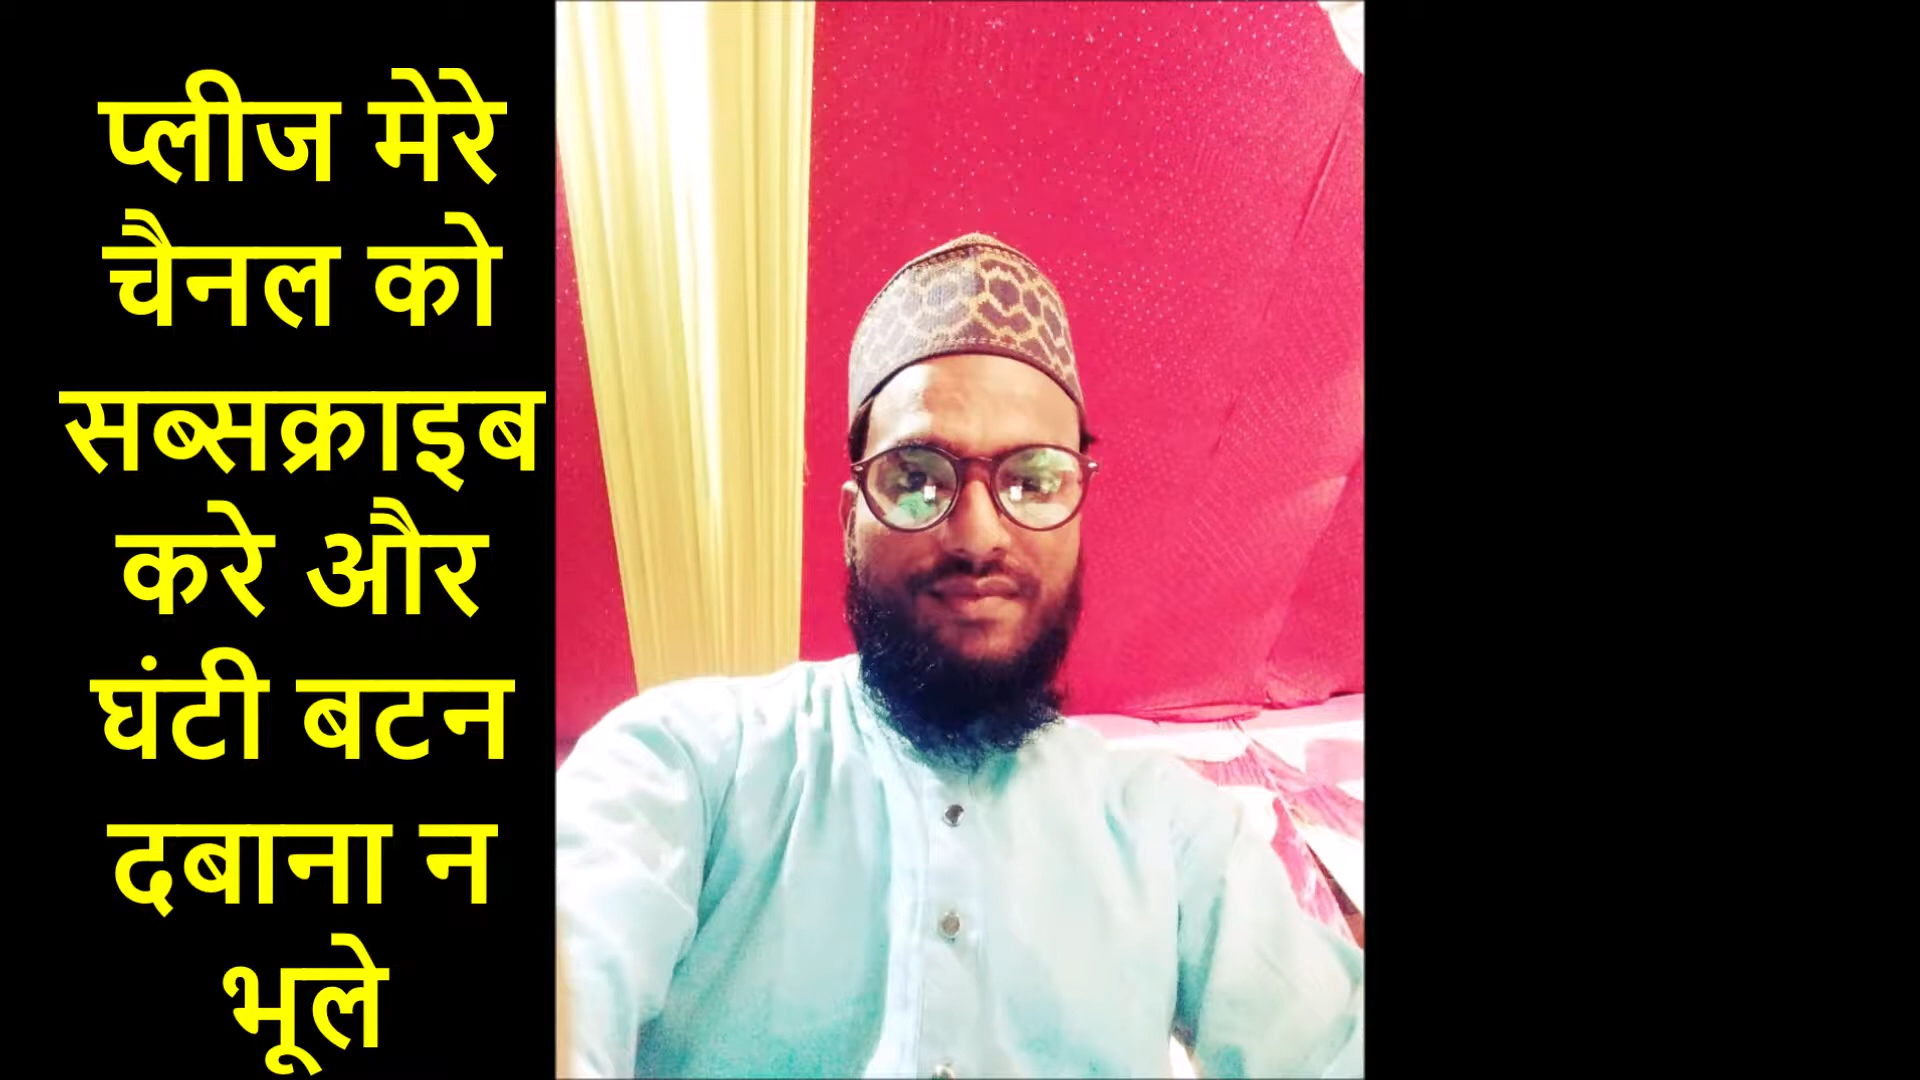 प्लीज मेरे
चैनल को
सब्सक्राइब
करे और
घंटी बटन
दबाना न
भूले